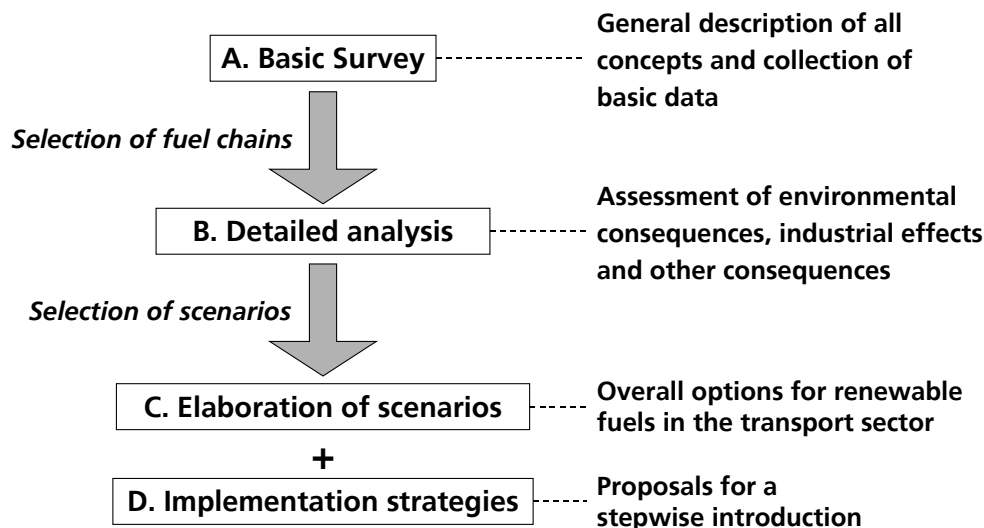 A. Basic Survey
General description of all
concepts and collection of
basic data
Selection of fuel chains
B. Detailed analysis
Assessment of environmental
consequences, industrial effects
and other consequences
Selection of scenarios
C. Elaboration of scenarios
Overall options for renewable
fuels in the transport sector
+
D. Implementation strategies
Proposals for a
stepwise introduction